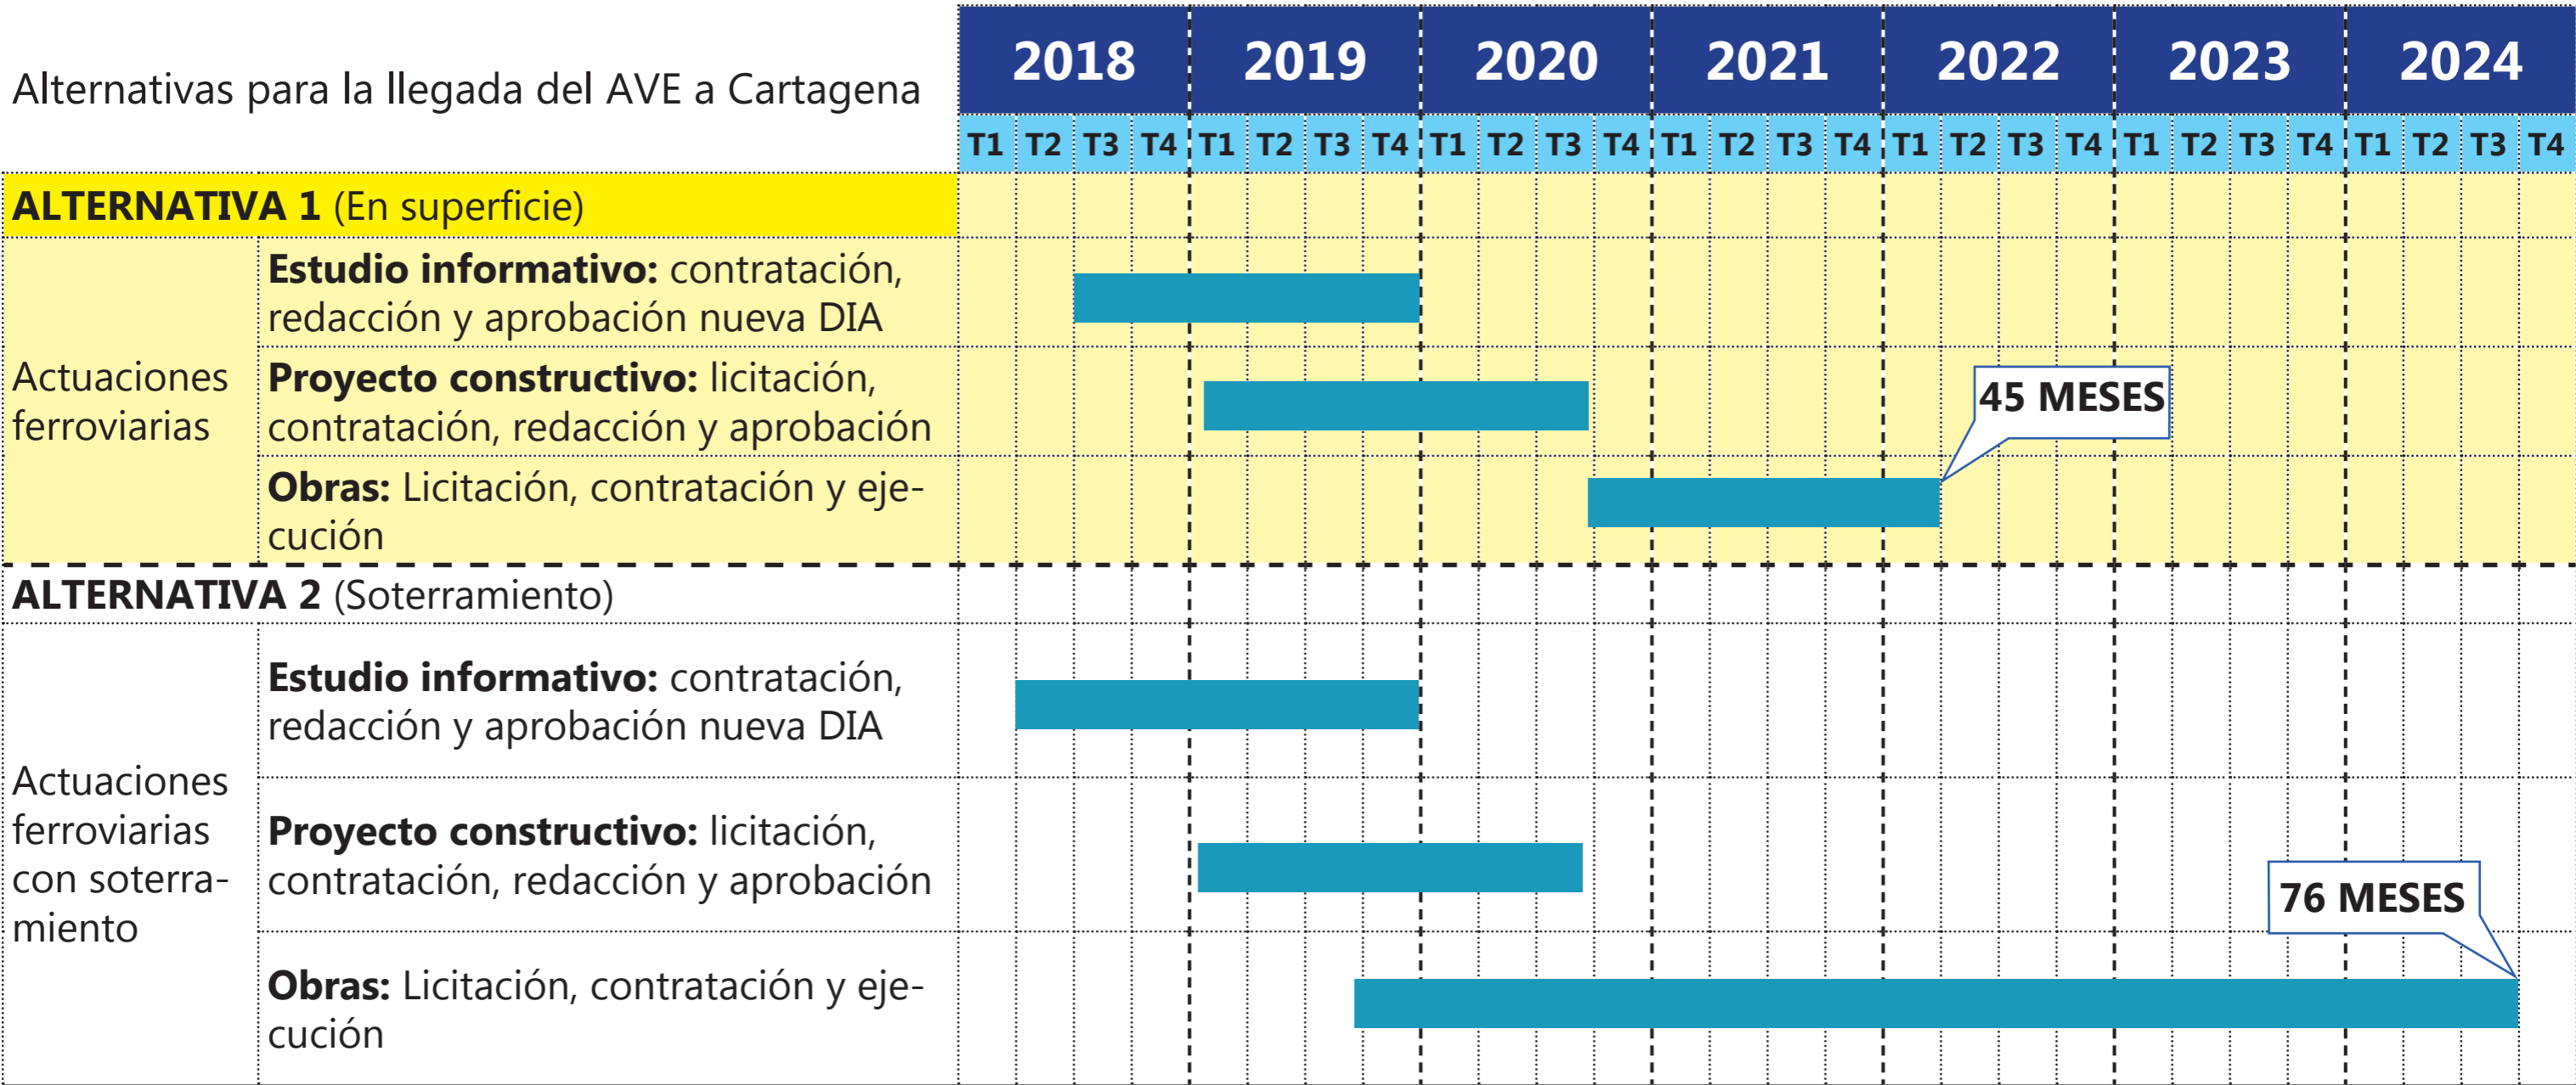 Alternativas para la llegada del AVE a Cartagena
2018 2019 2020 2021 2022 2023 2024
T1 T2 T3 T4 T1 T2 T3 T4 T1 T2 T3 T4 T1 T2 T3 T4 T1 T2 T3 T4 T1 T2 T3 T4 T1 T2 T3 T4
ALTERNATIVA 1 (En superficie)
Actuaciones
ferroviarias
Estudio informativo: contratación,
redacción y aprobación nueva DIA
Proyecto constructivo: licitación,
contratación, redacción y aprobación
45 MESES
Obras: Licitación, contratación y eje-
cución
ALTERNATIVA 2 (Soterramiento)
Actuaciones
ferroviarias
con soterra-
miento
Estudio informativo: contratación,
redacción y aprobación nueva DIA
Proyecto constructivo: licitación,
contratación, redacción y aprobación
76 MESES
Obras: Licitación, contratación y eje-
cución